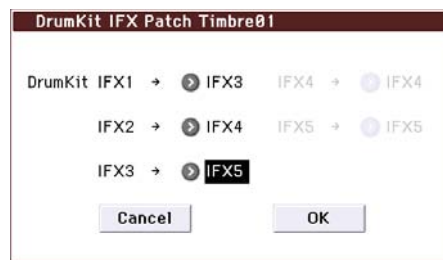 DrumKit IFX Patch Timbre01
DrumKit IFX1 → IFX3 IFX4 → IFX4
IFX2 → IFX4 IFX5 → IFX5
IFX3 → IFX5
Cancel OK